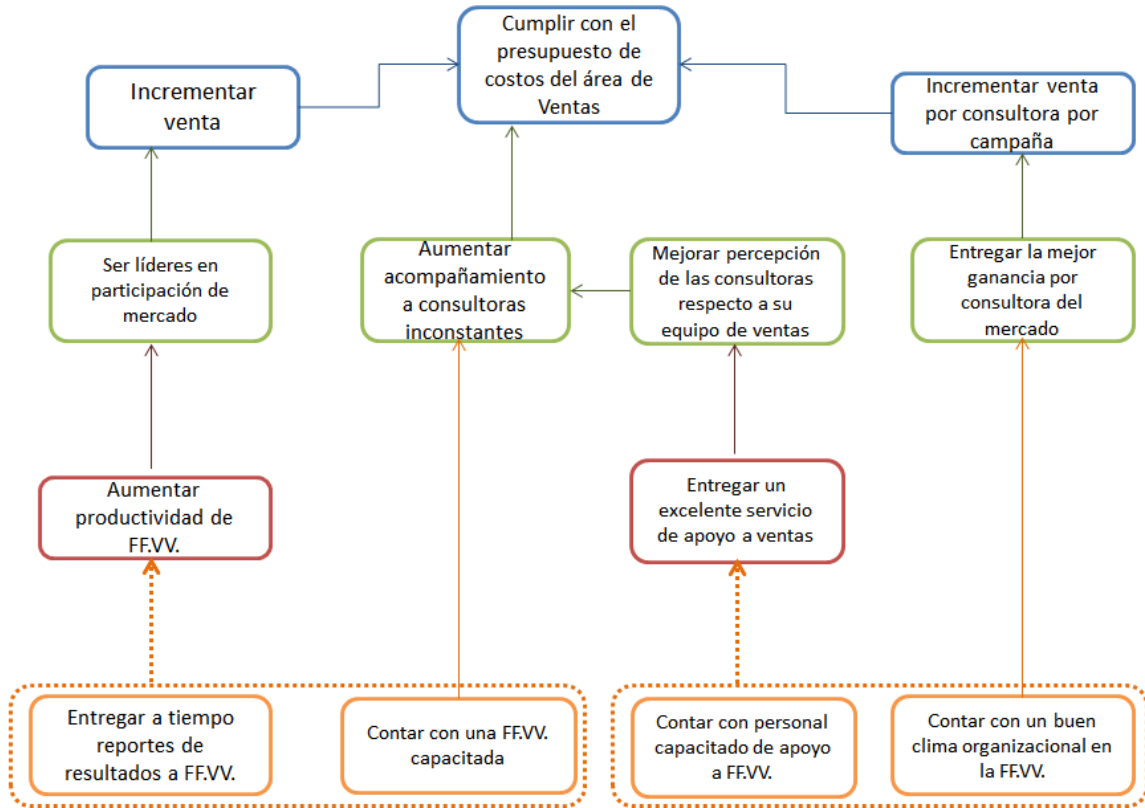 Cumplir con el
presupuesto de
costos del área de
Ventas
Incrementar
venta
Incrementar venta
por consultora por
campaña
Ser líderes en
participación de
mercado
Aumentar
acompañamiento
a consultoras
inconstantes
Mejorar percepción
de las consultoras
respecto a su
equipo de ventas
Entregar la mejor
ganancia por
consultora del
mercado
Aumentar
productividad de
FF.VV.
Entregar un
excelente servicio
de apoyo a ventas
Entregar a tiempo
reportes de
resultados a FF.VV.
Contar con una FF.VV.
capacitada
Contar con personal
capacitado de apoyo
a FF.VV.
Contar con un buen
clima organizacional en
la FF.VV.